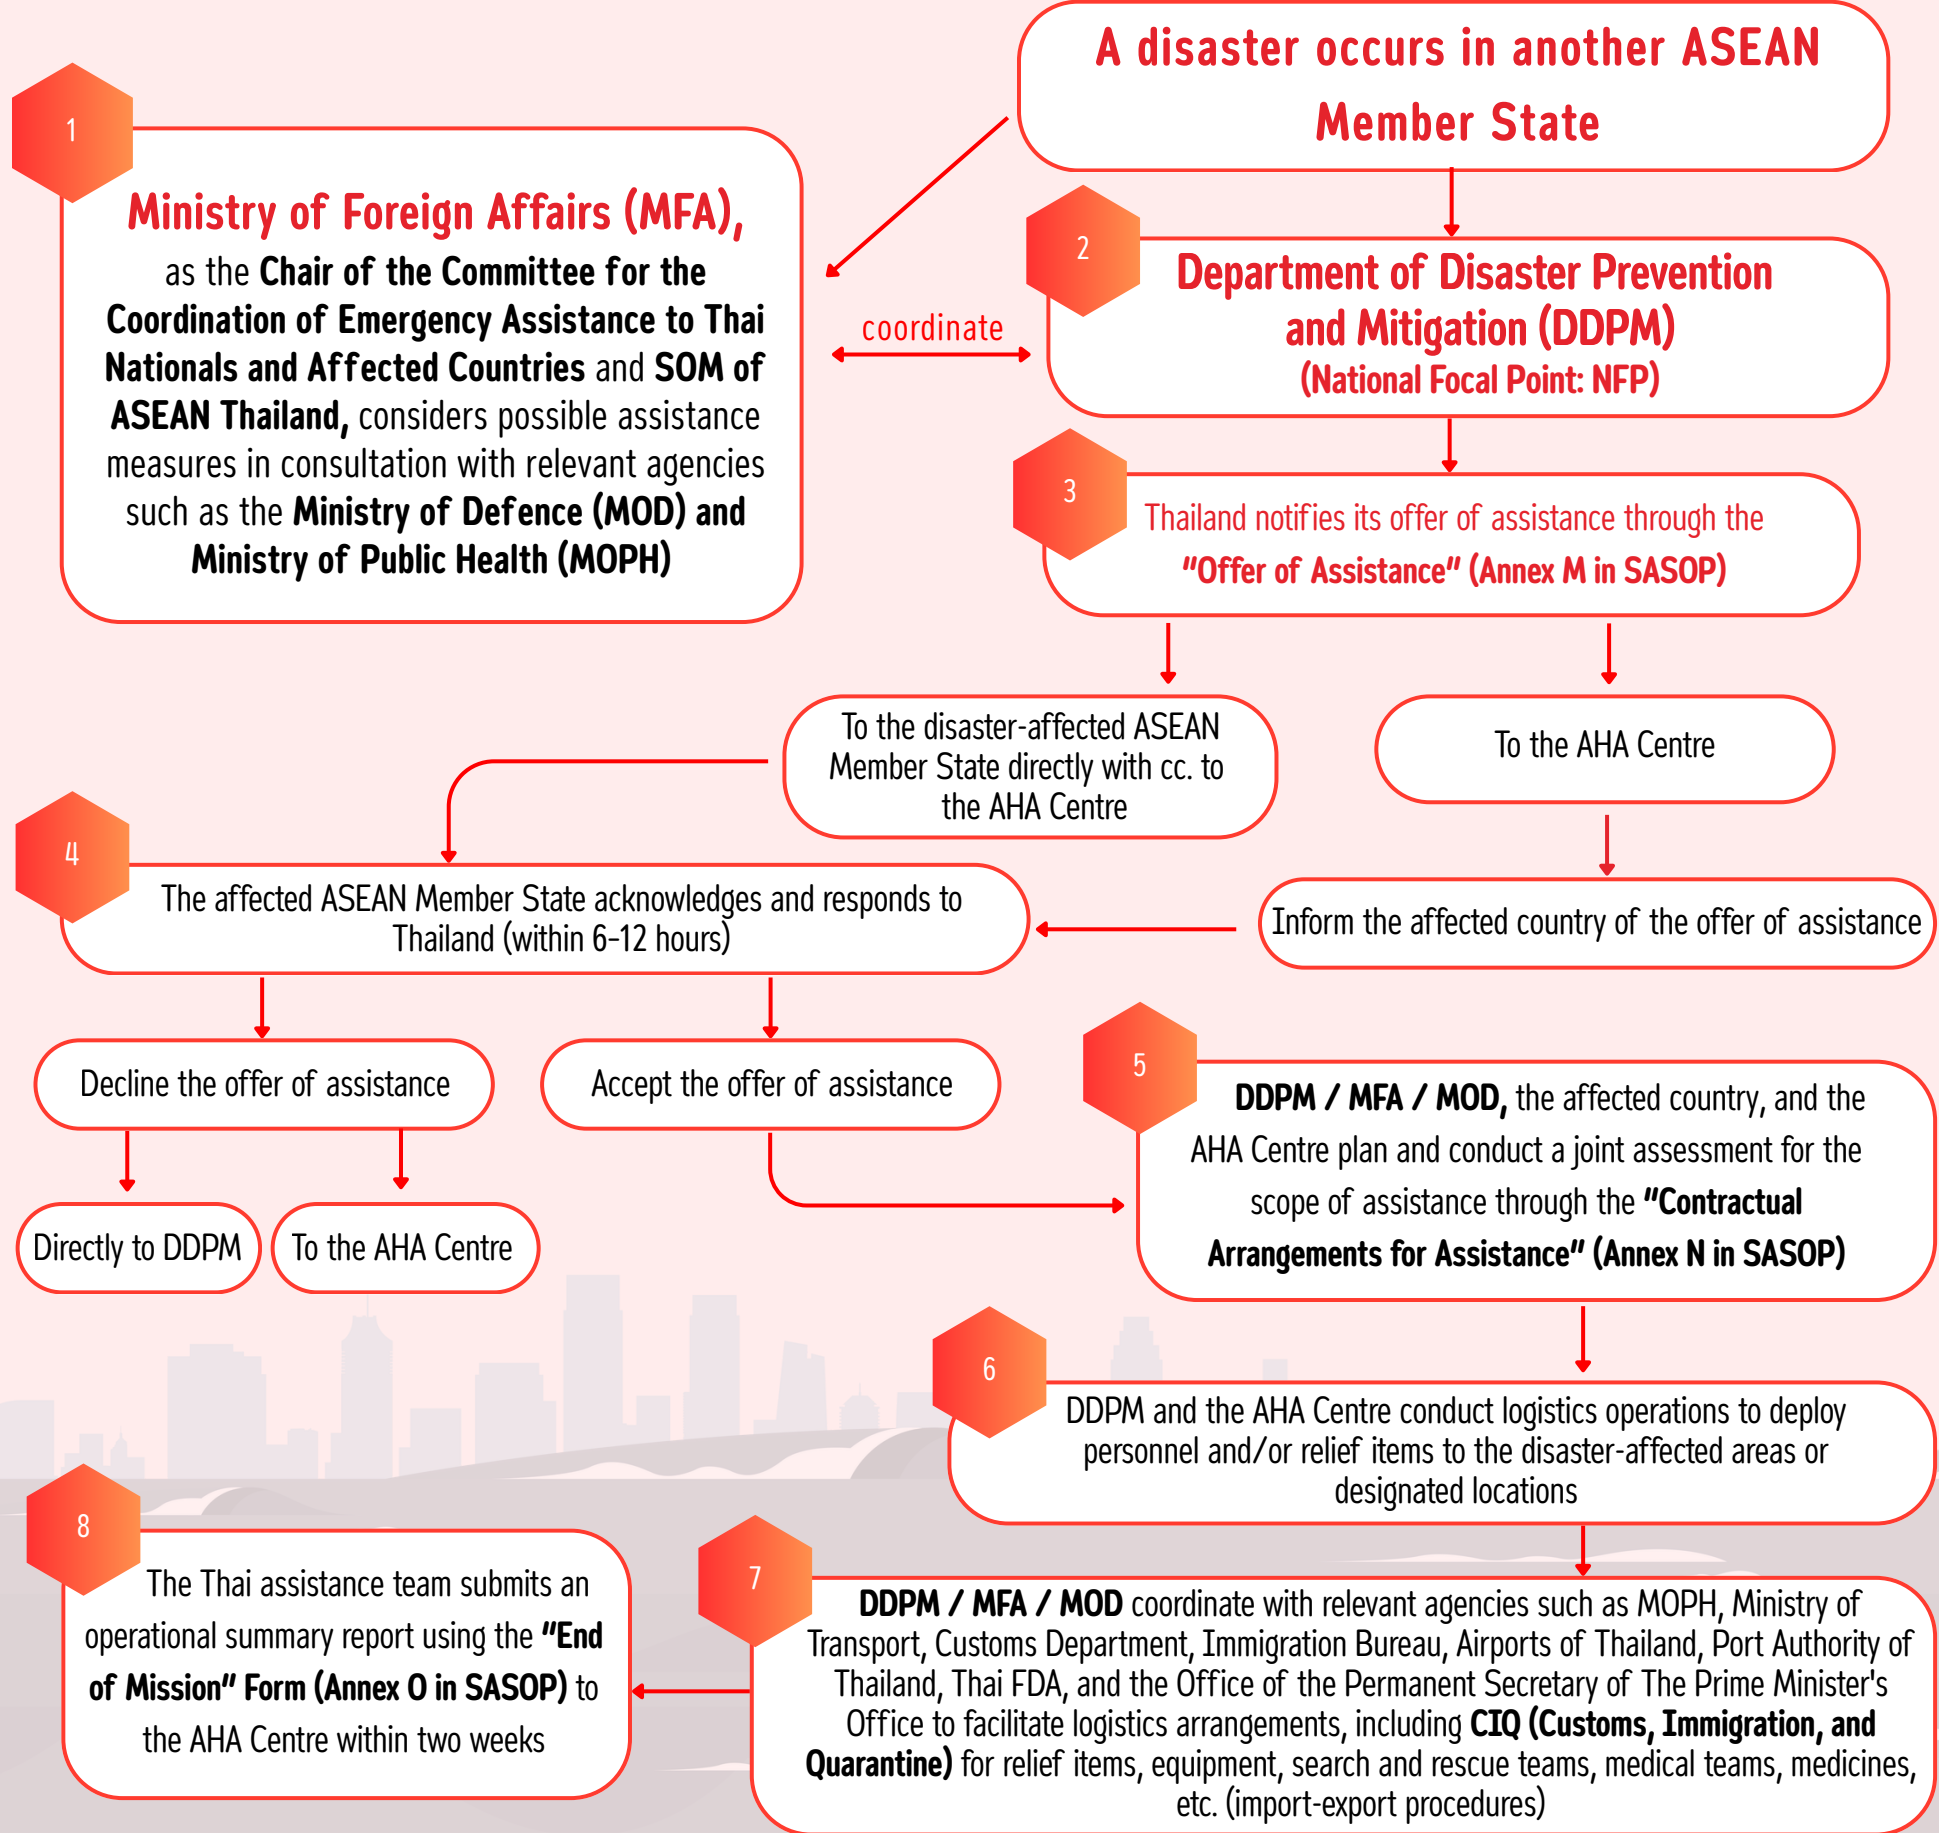 A disaster occurs in another ASEAN
Member State
1
Ministry of Foreign Affairs (MFA),
as the Chair of the Committee for the
Coordination of Emergency Assistance to Thai
Nationals and Affected Countries and SOM of
ASEAN Thailand, considers possible assistance
measures in consultation with relevant agencies
such as the Ministry of Defence (MOD) and
Ministry of Public Health (MOPH)
coordinate
2
Department of Disaster Prevention
and Mitigation (DDPM)
(National Focal Point: NFP)
3
Thailand notifies its offer of assistance through the
"Offer of Assistance" (Annex M in SASOP)
To the disaster-affected ASEAN
Member State directly with cc. to
the AHA Centre
To the AHA Centre
Inform the affected country of the offer of assistance
4
The affected ASEAN Member State acknowledges and responds to
Thailand (within 6-12 hours)
Decline the offer of assistance
Accept the offer of assistance
Directly to DDPM
To the AHA Centre
5
DDPM / MFA / MOD, the affected country, and the
AHA Centre plan and conduct a joint assessment for the
scope of assistance through the "Contractual
Arrangements for Assistance" (Annex N in SASOP)
6
DDPM and the AHA Centre conduct logistics operations to deploy
personnel and/or relief items to the disaster-affected areas or
designated locations
7
DDPM / MFA / MOD coordinate with relevant agencies such as MOPH, Ministry of
Transport, Customs Department, Immigration Bureau, Airports of Thailand, Port Authority of
Thailand, Thai FDA, and the Office of the Permanent Secretary of The Prime Minister's
Office to facilitate logistics arrangements, including CIQ (Customs, Immigration, and
Quarantine) for relief items, equipment, search and rescue teams, medical teams, medicines,
etc. (import-export procedures)
8
The Thai assistance team submits an
operational summary report using the "End
of Mission" Form (Annex O in SASOP) to
the AHA Centre within two weeks